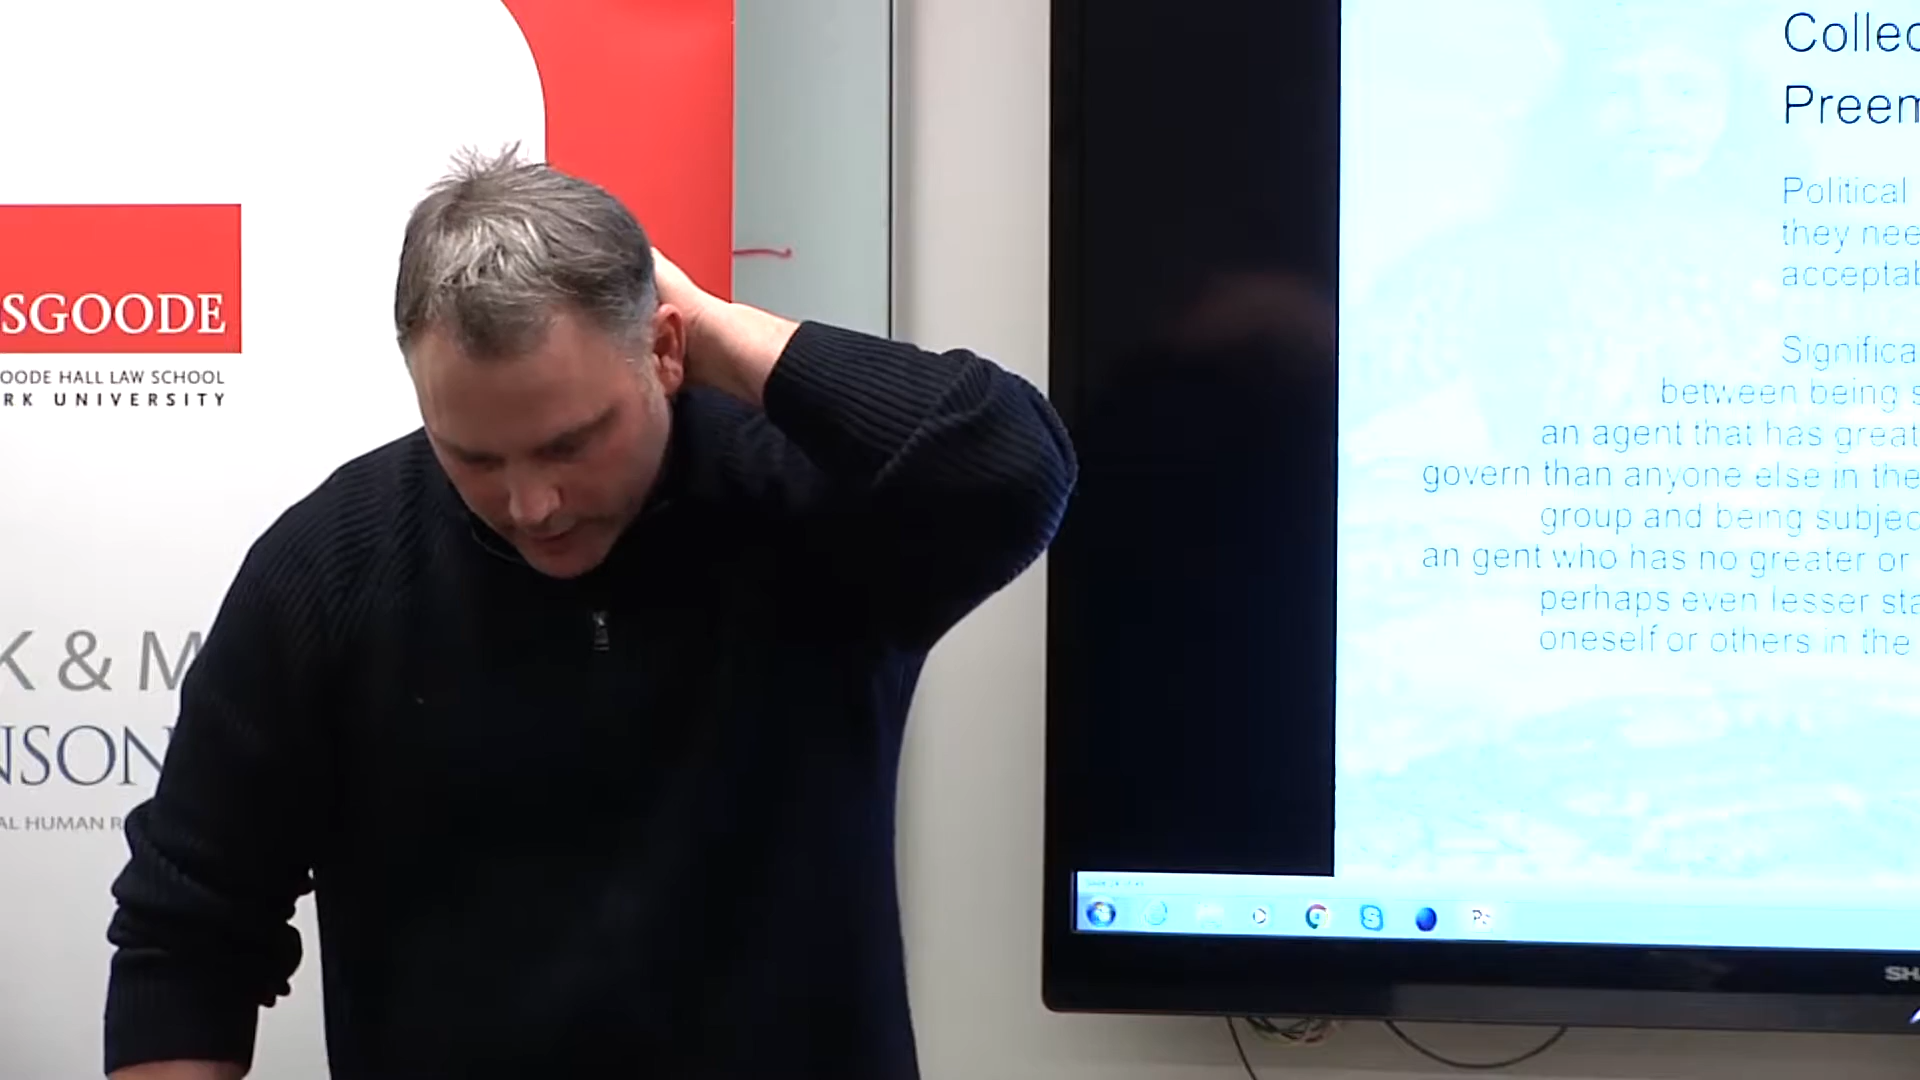 SGOODE
OODE HALL LAW SCHOOL
RK UNIVERSITY
K & M
NSON
AL HUMAN R
Collec
Preem
Political
they nee
acceptab
Significa
between being s
an agent that has great
govern than anyone else in the
group and being subjec
an gent who has no greater or
perhaps even lesser sta
oneself or others in the
SHA